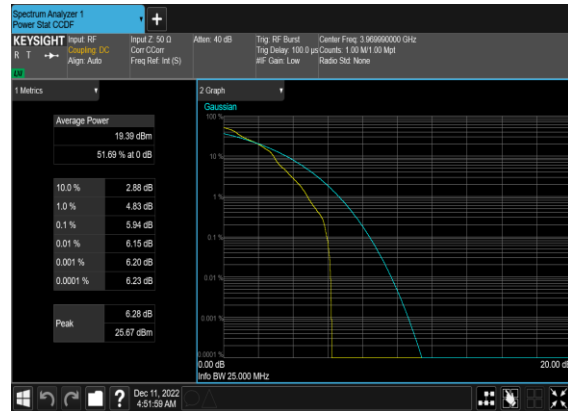 Spectrum Analyzer 1
Power Stat CCDF
KEYSIGHT
R T
LV
Input: RF
Coupling: DC
Align: Auto
Input Z: 50 Ω
Corr CCorr
Freq Ref: Int (S)
Atten: 40 dB
Trig: RF Burst
Trig Delay: 100.0 µs
#IF Gain: Low
Center Freq: 3.969990000 GHz
Counts: 1.00 M/1.00 Mpt
Radio Std: None
1 Metrics
Average Power
19.39 dBm
51.69 % at 0 dB
10.0 % 2.88 dB
1.0 % 4.83 dB
0.1 % 5.94 dB
0.01 % 6.15 dB
0.001 % 6.20 dB
0.0001 % 6.23 dB
Peak 6.28 dB
25.67 dBm
2 Graph
Gaussian
100 %
10 %
1 %
0.1 %
0.01 %
0.001 %
0.0001 %
0.00 dB 20.00 dB
Info BW 25.000 MHz
?
Dec 11, 2022
4:51:59 AM